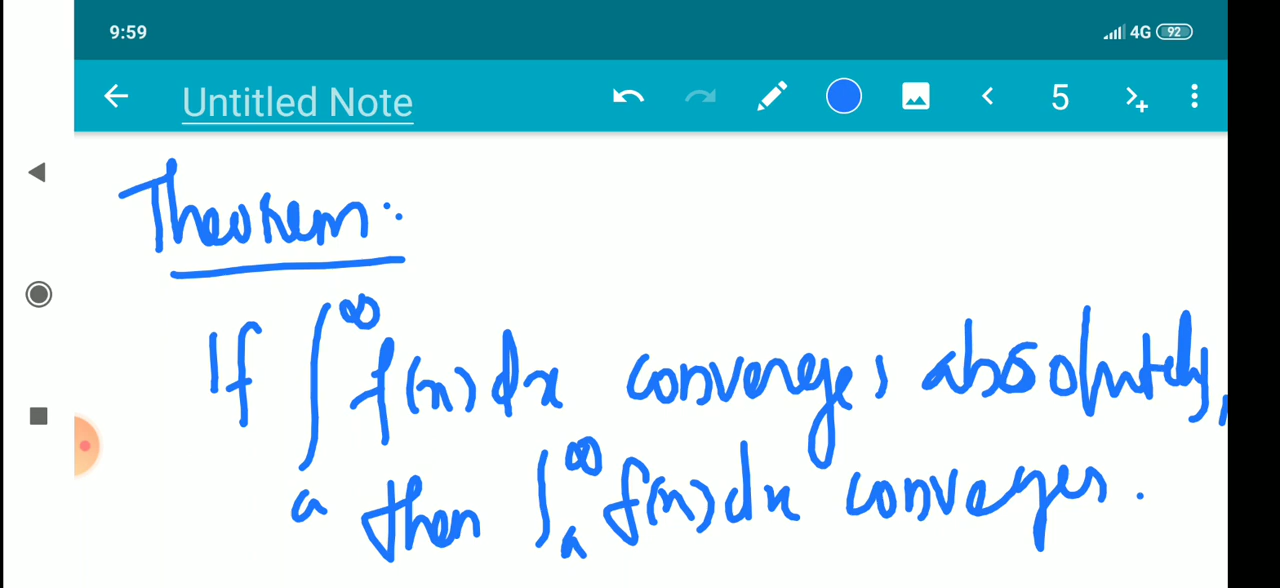 9:59 4G 92
Untitled Note 5
Theorem:
If ∫_a^∞ f(x) dx converges absolutely,
then ∫_a^∞ f(x) dx converges.